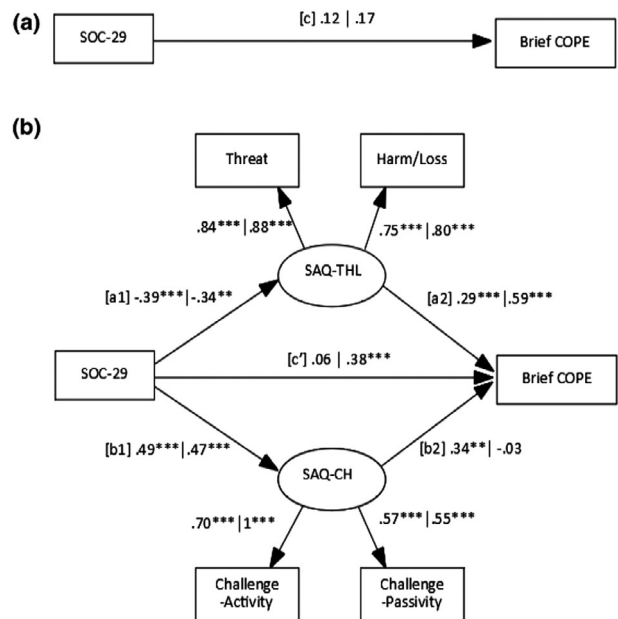 (a)
[c] .12 | .17
SOC-29
Brief COPE
(b)
Threat
Harm/Loss
.84***|.88***
.75***|.80***
SAQ-THL
[a1] -.39***|-.34**
[a2] .29***|.59***
[c'] .06 | .38***
SOC-29
Brief COPE
[b1] .49***|.47***
[b2] .34**| -.03
SAQ-CH
.70***|1***
.57***|.55***
Challenge
-Activity
Challenge
-Passivity